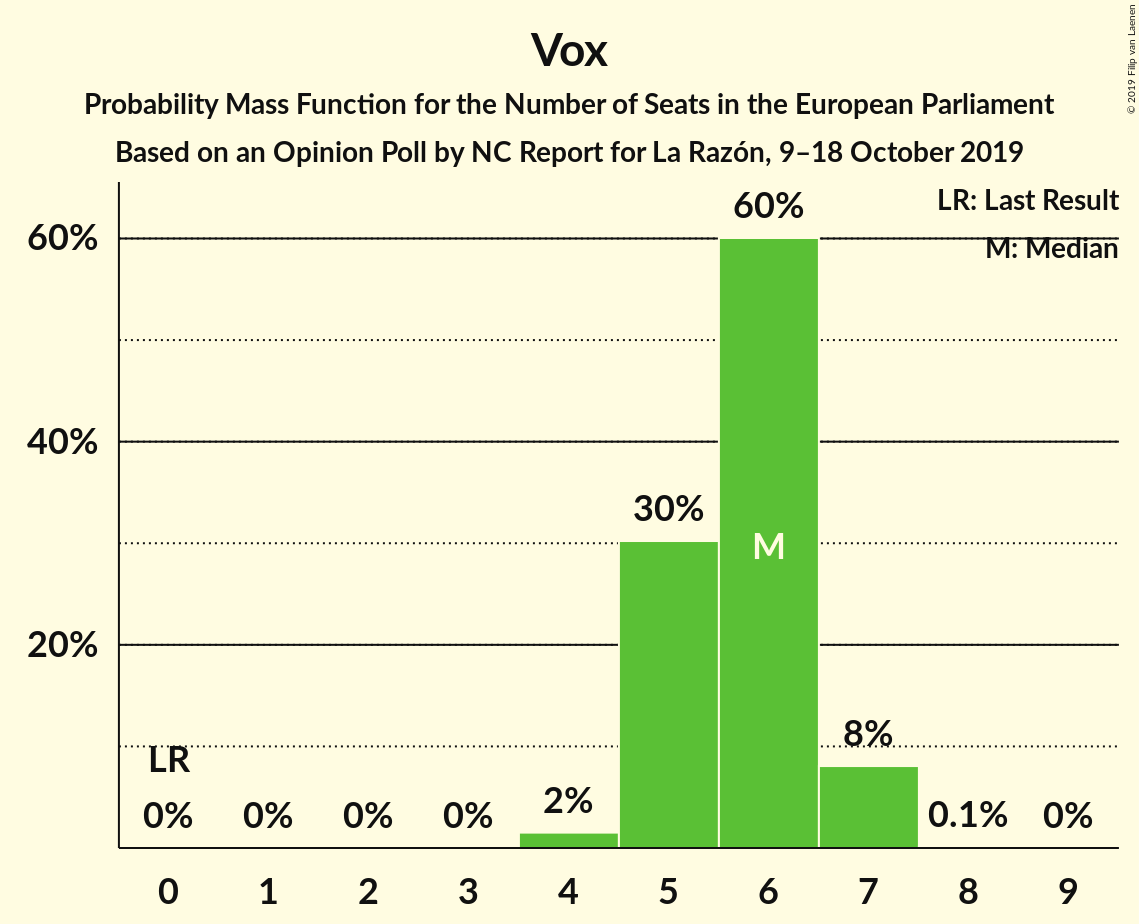 Vox
Probability Mass Function for the Number of Seats in the European Parliament
Based on an Opinion Poll by NC Report for La Razón, 9–18 October 2019
© 2019 Filip van Laenen
LR: Last Result
M: Median
60%
40%
20%
LR
0%
0%
0%
0%
2%
30%
60%
M
8%
0.1%
0%
0 1 2 3 4 5 6 7 8 9